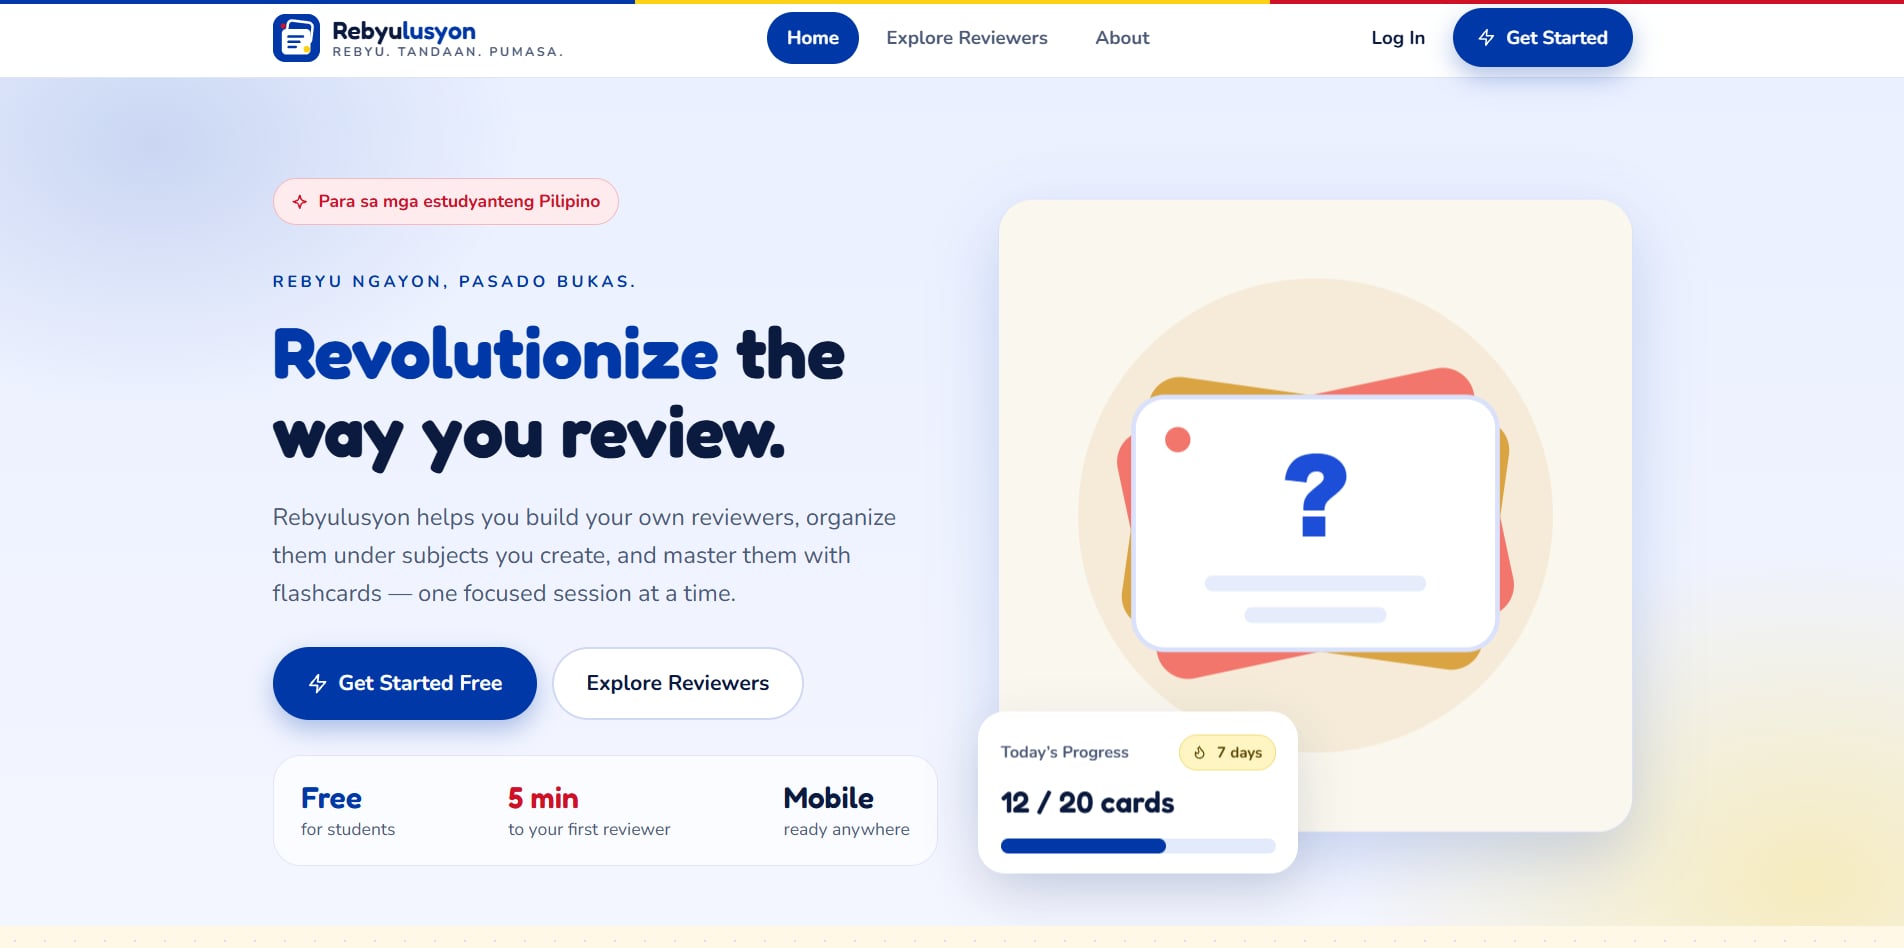 Rebyulusyon
REBYU. TANDAAN. PUMASA.
Home
Explore Reviewers
About
Log In
Get Started
Para sa mga estudyanteng Pilipino
REBYU NGAYON, PASADO BUKAS.
Revolutionize the
way you review.
Rebyulusyon helps you build your own reviewers, organize
them under subjects you create, and master them with
flashcards — one focused session at a time.
Get Started Free
Explore Reviewers
Free
for students
5 min
to your first reviewer
Mobile
ready anywhere
?
Today's Progress
7 days
12 / 20 cards